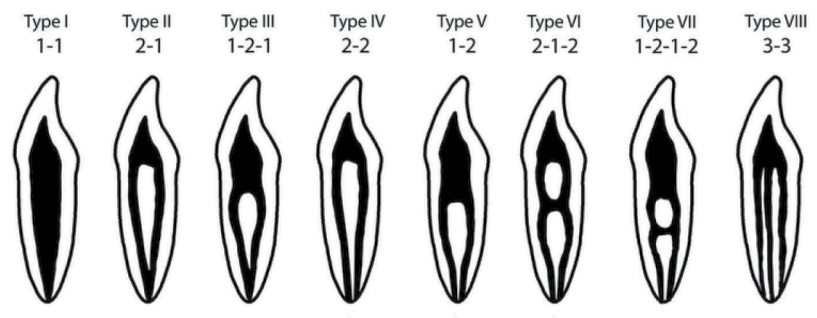 Type I Type II Type III Type IV Type V Type VI Type VII Type VIII
1-1 2-1 1-2-1 2-2 1-2 2-1-2 1-2-1-2 3-3